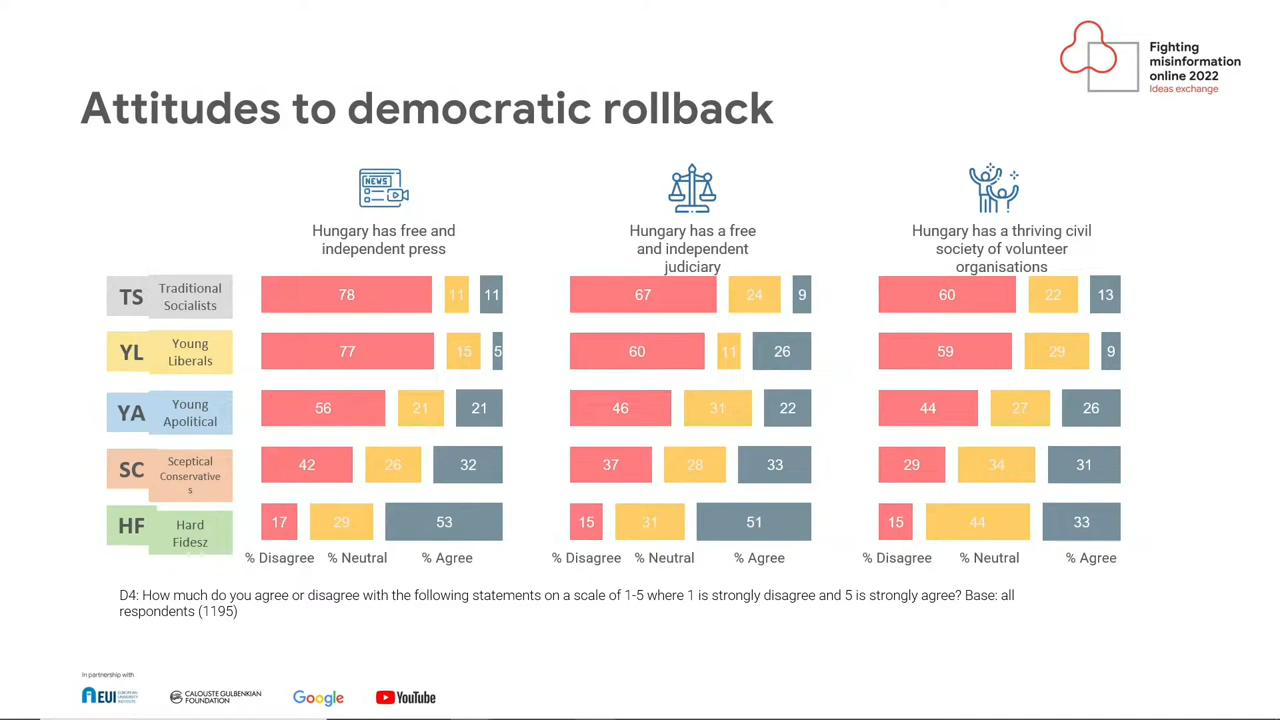 Fighting
misinformation
online 2022
Ideas exchange
Attitudes to democratic rollback
NEWS
Hungary has free and
independent press
Hungary has a free
and independent
judiciary
Hungary has a thriving civil
society of volunteer
organisations
TS Traditional
Socialists
78 11 11 67 24 9 60 22 13
YL Young
Liberals
77 15 5 60 11 26 59 29 9
YA Young
Apolitical
56 21 21 46 31 22 44 27 26
SC Sceptical
Conservative
s
42 26 32 37 28 33 29 34 31
HF Hard
Fidesz
17 29 53 15 31 51 15 44 33
% Disagree % Neutral % Agree % Disagree % Neutral % Agree % Disagree % Neutral % Agree
D4: How much do you agree or disagree with the following statements on a scale of 1-5 where 1 is strongly disagree and 5 is strongly agree? Base: all
respondents (1195)
In partnership with
EUI EUROPEAN
UNIVERSITY
INSTITUTE
CALOUSTE GULBENKIAN
FOUNDATION
Google
YouTube